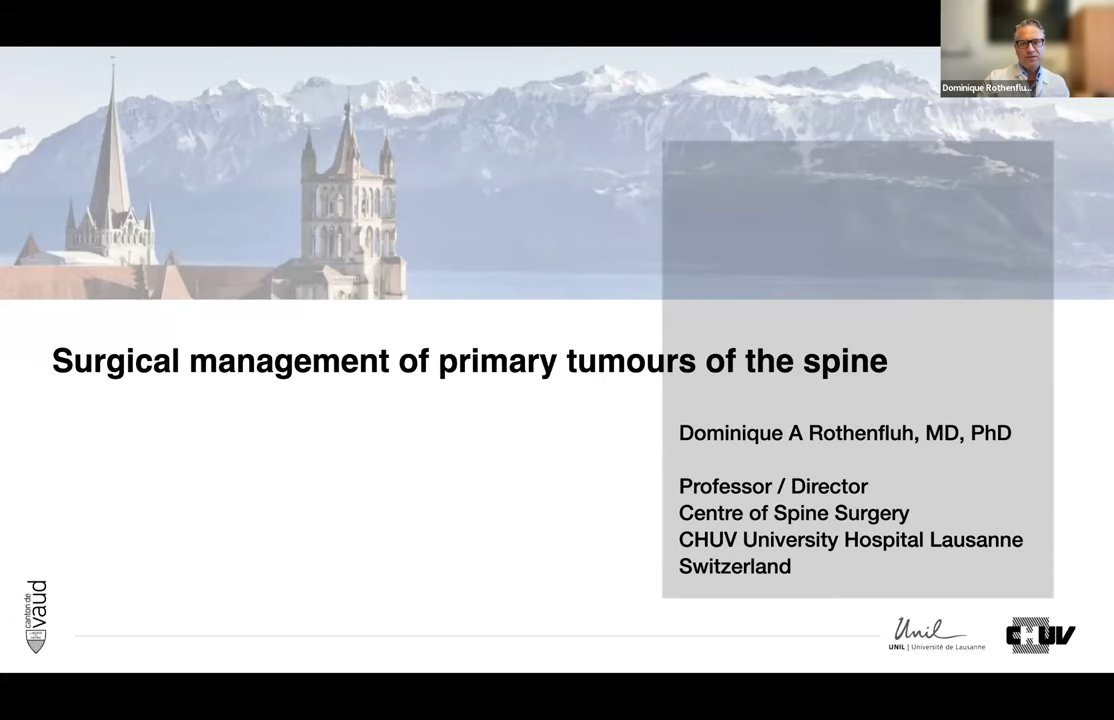 Dominique Rothenflu...
Surgical management of primary tumours of the spine
Dominique A Rothenfluh, MD, PhD
Professor / Director
Centre of Spine Surgery
CHUV University Hospital Lausanne
Switzerland
canton de
vaud
Unil
UNIL | Université de Lausanne
CHUV